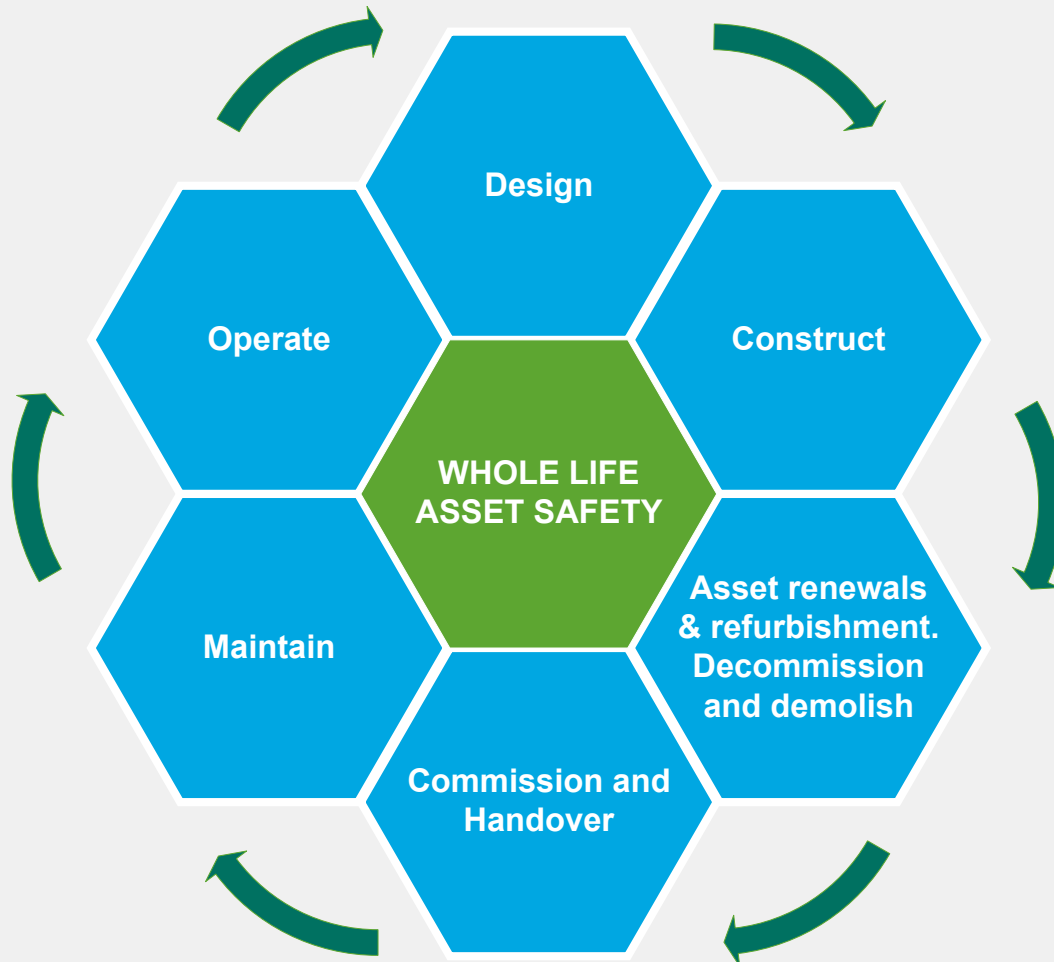 Design
Operate
Construct
WHOLE LIFE
ASSET SAFETY
Asset renewals
& refurbishment.
Decommission
and demolish
Maintain
Commission and
Handover